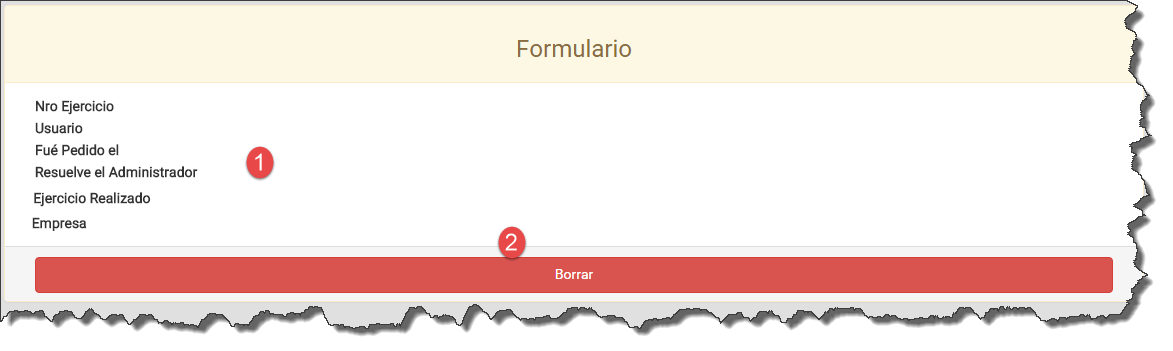 Formulario
Nro Ejercicio
Usuario
Fué Pedido el
Resuelve el Administrador
1
Ejercicio Realizado
Empresa
2
Borrar